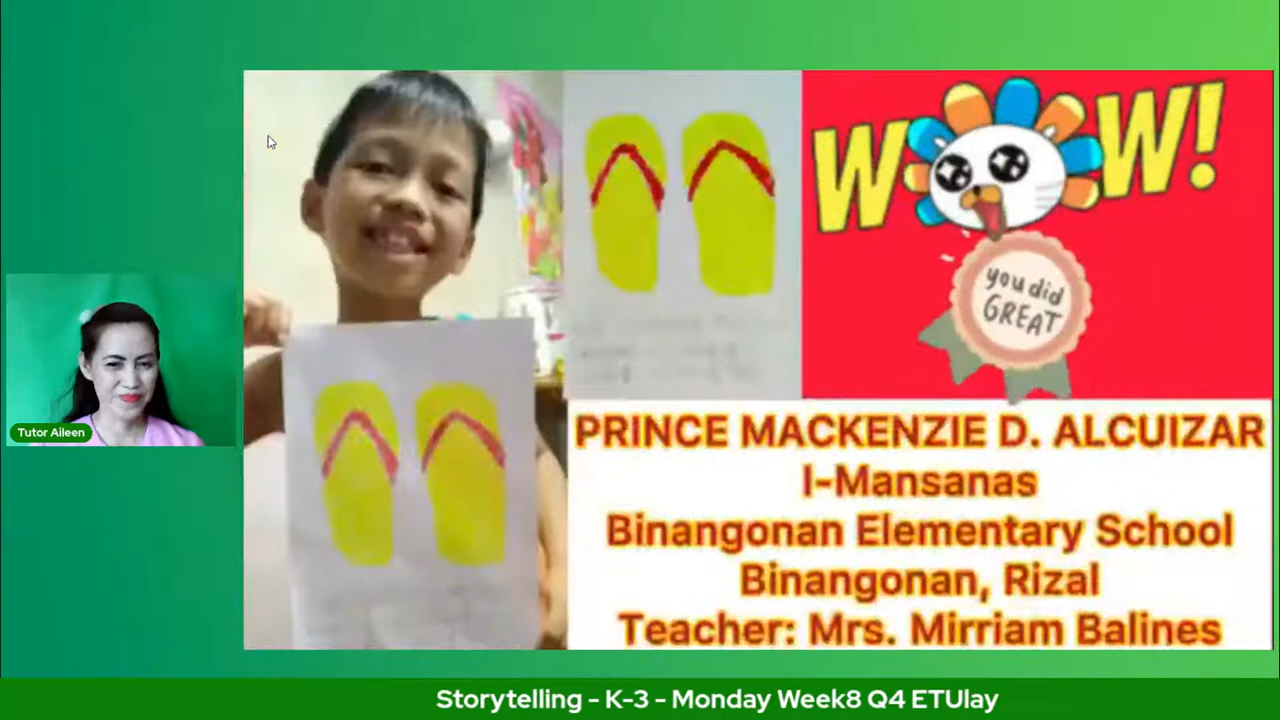 WOW!
you did
GREAT
Tutor Aileen
PRINCE MACKENZIE D. ALCUIZAR
I-Mansanas
Binangonan Elementary School
Binangonan, Rizal
Teacher: Mrs. Mirriam Balines
Storytelling - K-3 - Monday Week8 Q4 ETUlay